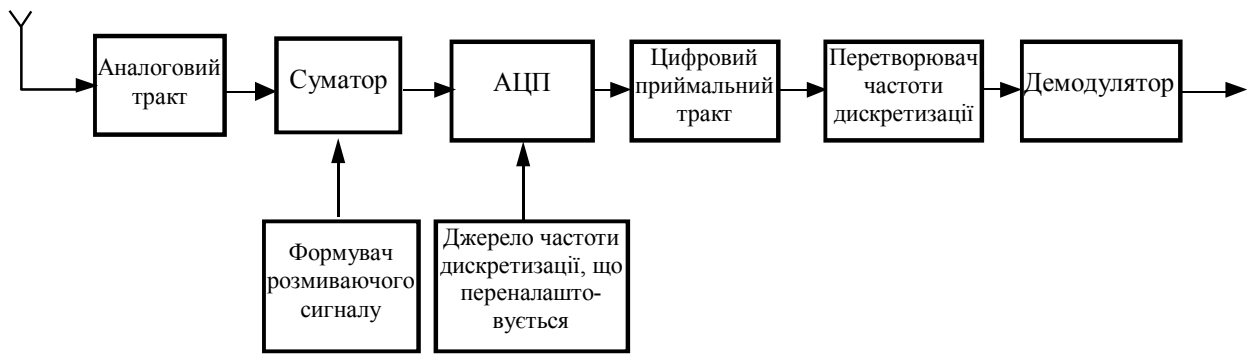 Аналоговий
тракт
Суматор
АЦП
Цифровий
приймальний
тракт
Перетворювач
частоти
дискретизації
Демодулятор
Формувач
розмиваючого
сигналу
Джерело частоти
дискретизації, що
переналашто-
вується